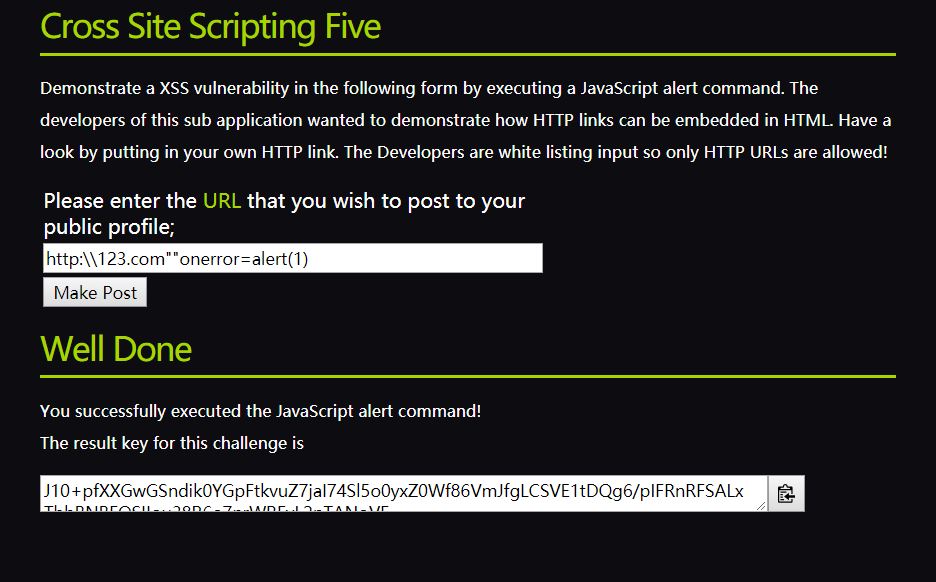 Cross Site Scripting Five
Demonstrate a XSS vulnerability in the following form by executing a JavaScript alert command. The
developers of this sub application wanted to demonstrate how HTTP links can be embedded in HTML. Have a
look by putting in your own HTTP link. The Developers are white listing input so only HTTP URLs are allowed!
Please enter the URL that you wish to post to your
public profile;
http:\\123.com""onerror=alert(1)
Make Post
Well Done
You successfully executed the JavaScript alert command!
The result key for this challenge is
J10+pfXXGwGSndik0YGpFtkvuZ7jaI74Sl5o0yxZ0Wf86VmJfgLCSVE1tDQg6/pIFRnRFSALx